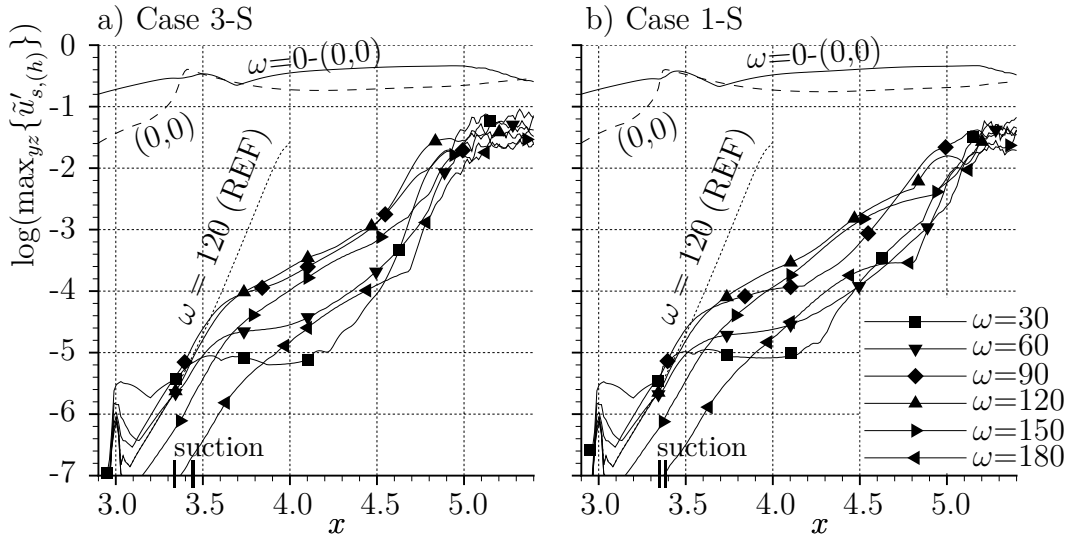 a) Case 3-S
b) Case 1-S
log(max_{yz}{ũ'_{s,(h)}})
0
-1
-2
-3
-4
-5
-6
-7
ω=0-(0,0)
(0,0)
ω = 120 (REF)
suction
3.0 3.5 4.0 4.5 5.0
x
ω=0-(0,0)
(0,0)
ω = 120 (REF)
suction
ω=30
ω=60
ω=90
ω=120
ω=150
ω=180
3.0 3.5 4.0 4.5 5.0
x